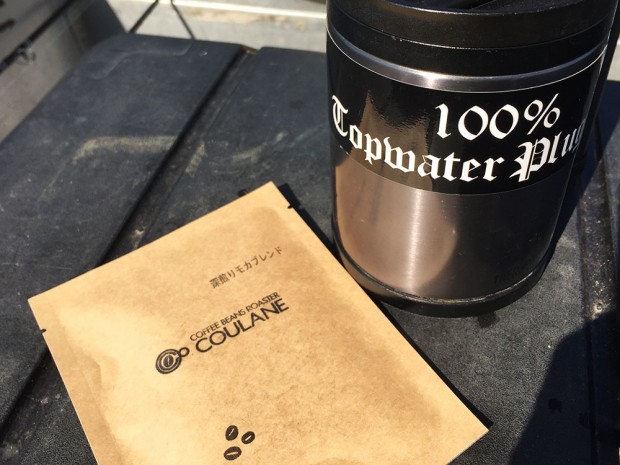 100%
Topwater Plug
深煎りモカブレンド
COFFEE BEANS ROASTER
COULANE